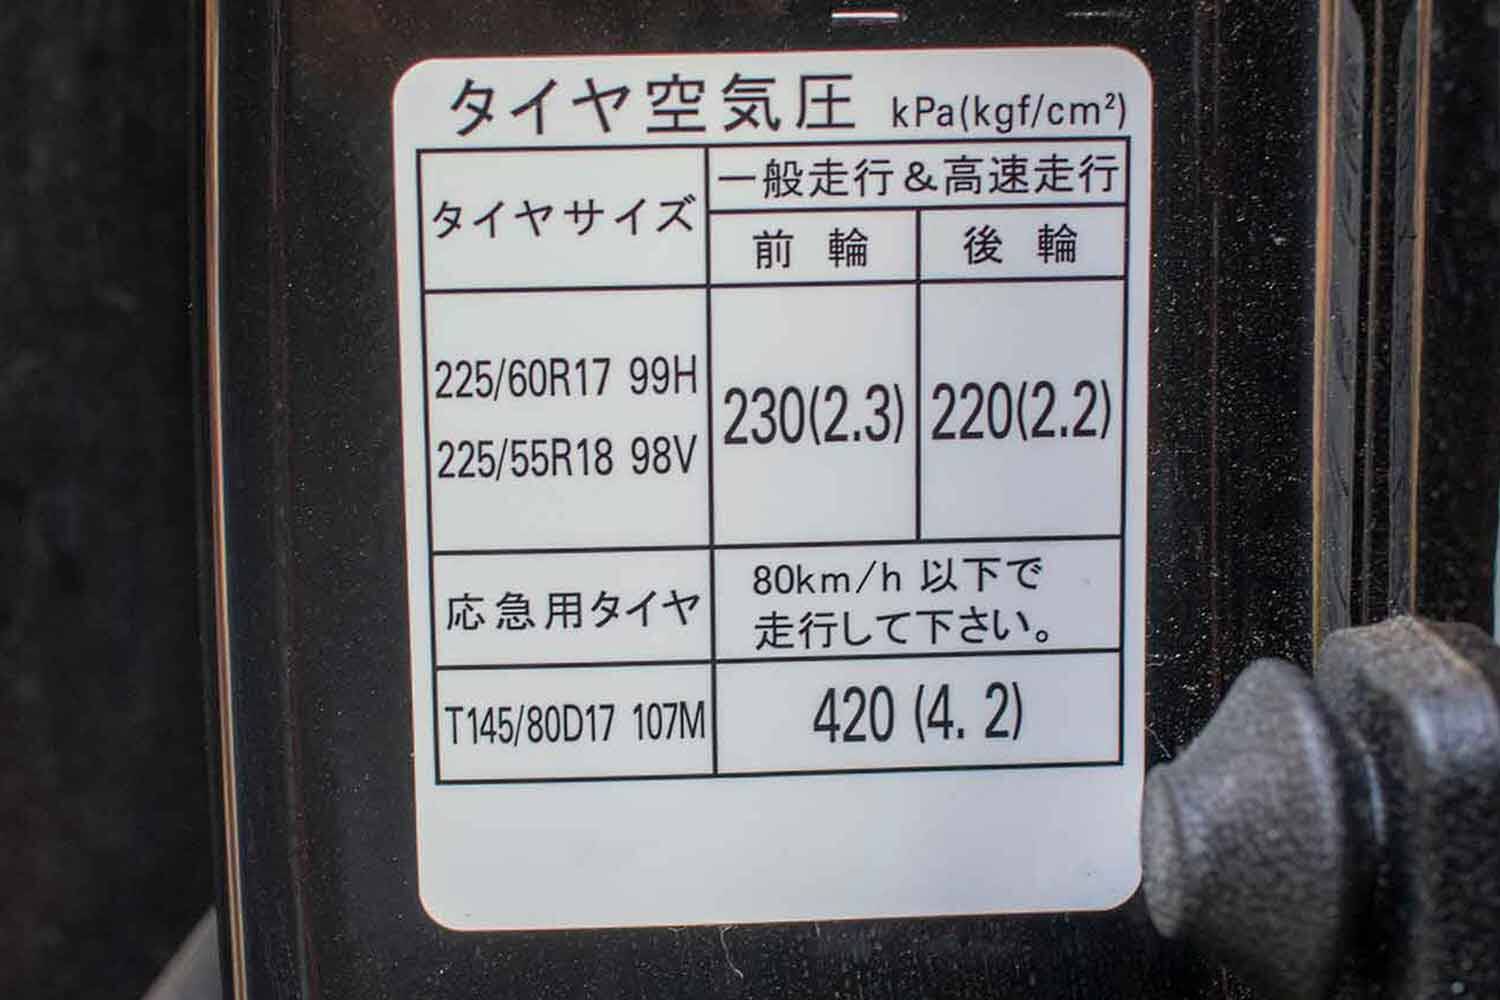 タイヤ空気圧 kPa(kgf/cm²)
タイヤサイズ
一般走行&高速走行
前輪 後輪
225/60R17 99H
225/55R18 98V
230(2.3) 220(2.2)
応急用タイヤ
80km/h 以下で
走行して下さい。
T145/80D17 107M 420 (4. 2)